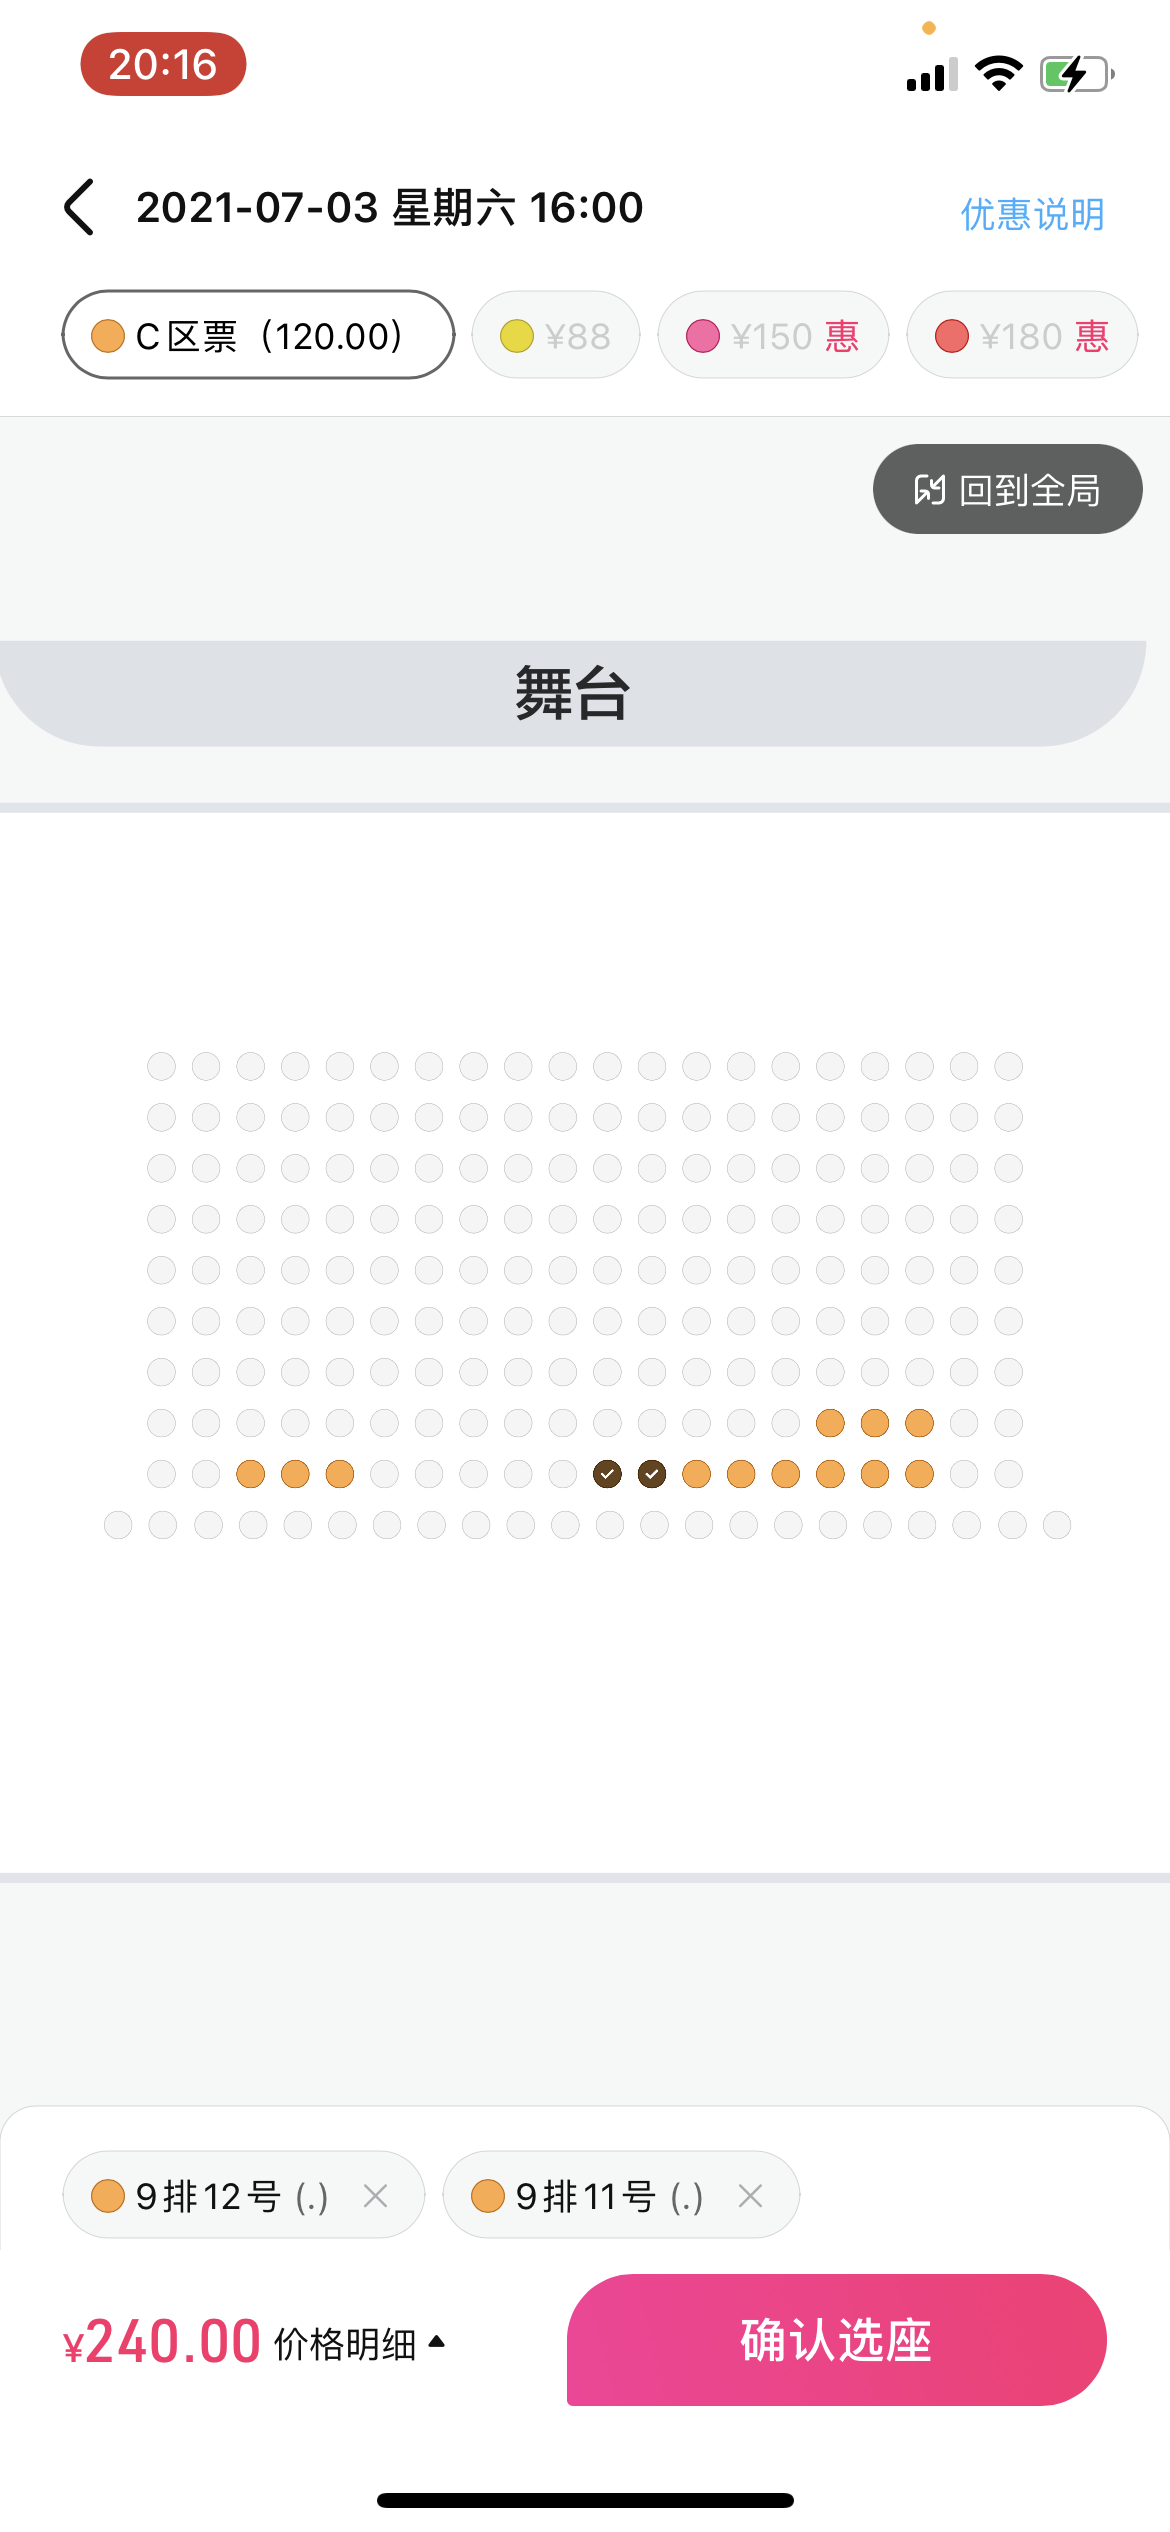 20:16
2021-07-03 星期六 16:00
优惠说明
C区票（120.00）
¥88
¥150 惠
¥180 惠
回到全局
舞台
9排12号 (.)
9排11号 (.)
¥240.00 价格明细
确认选座